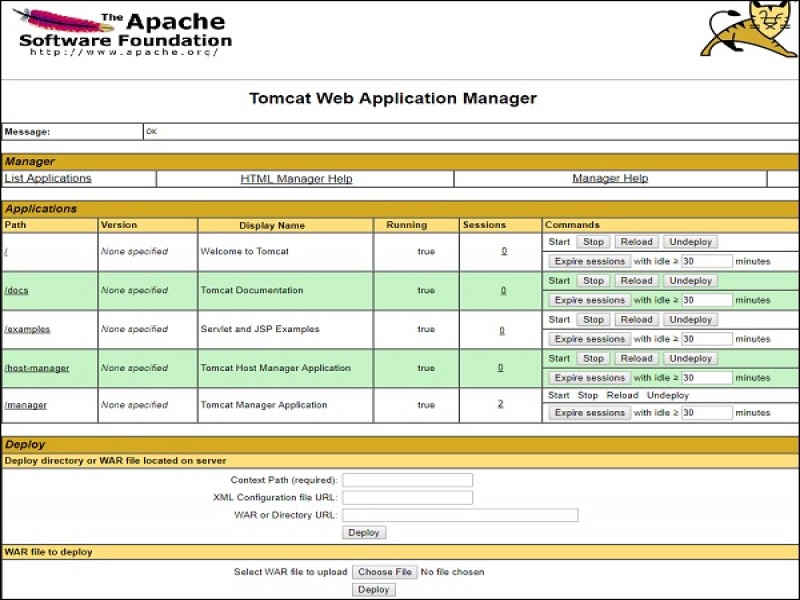 The Apache
Software Foundation
http://www.apache.org/
Tomcat Web Application Manager
Message: OK
Manager
List Applications HTML Manager Help Manager Help
Applications
Path Version Display Name Running Sessions Commands
/ None specified Welcome to Tomcat true 0 Start Stop Reload Undeploy
Expire sessions with idle ≥ 30 minutes
/docs None specified Tomcat Documentation true 0 Start Stop Reload Undeploy
Expire sessions with idle ≥ 30 minutes
/examples None specified Servlet and JSP Examples true 0 Start Stop Reload Undeploy
Expire sessions with idle ≥ 30 minutes
/host-manager None specified Tomcat Host Manager Application true 0 Start Stop Reload Undeploy
Expire sessions with idle ≥ 30 minutes
/manager None specified Tomcat Manager Application true 2 Start Stop Reload Undeploy
Expire sessions with idle ≥ 30 minutes
Deploy
Deploy directory or WAR file located on server
Context Path (required):
XML Configuration file URL:
WAR or Directory URL:
Deploy
WAR file to deploy
Select WAR file to upload Choose File No file chosen
Deploy